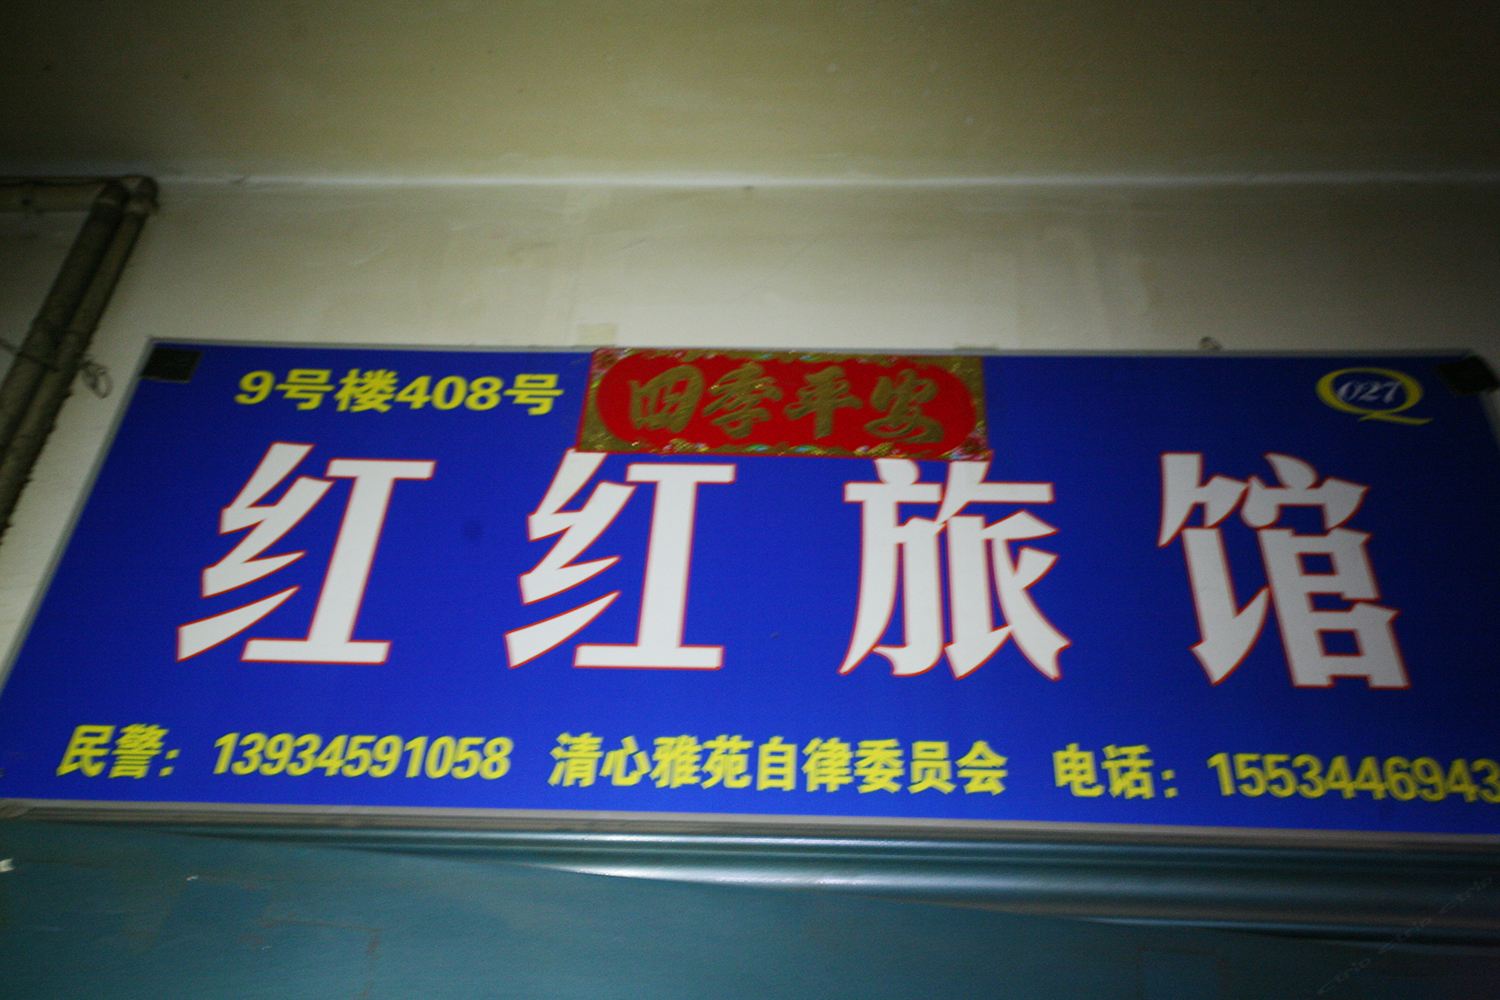 9号楼408号
四季平安
Q 027
红红旅馆
民警：13934591058 清心雅苑自律委员会 电话：1553446943